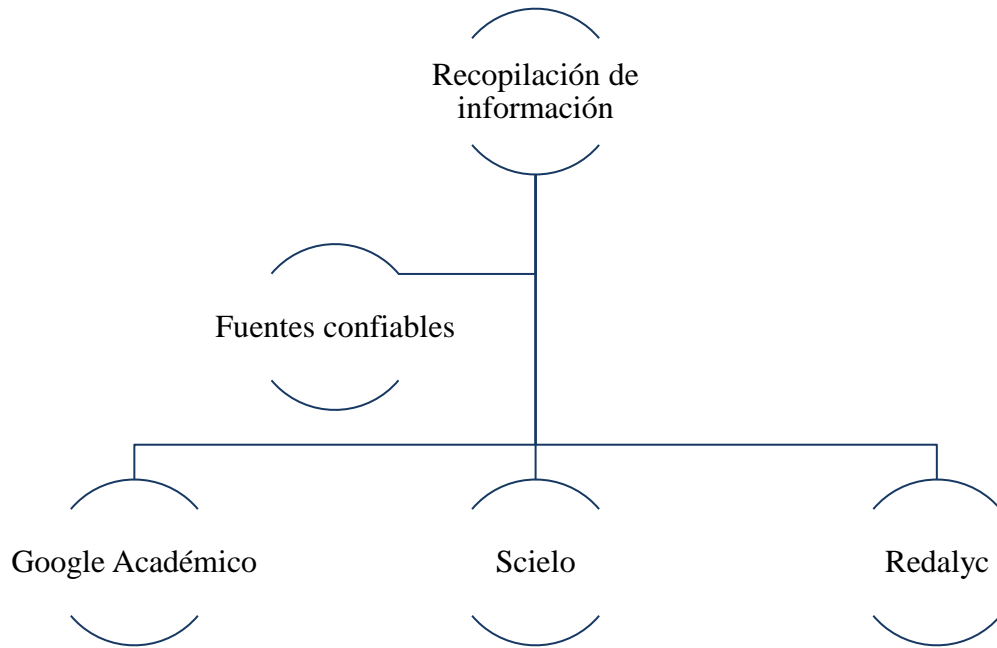 Recopilación de
información
Fuentes confiables
Google Académico
Scielo
Redalyc